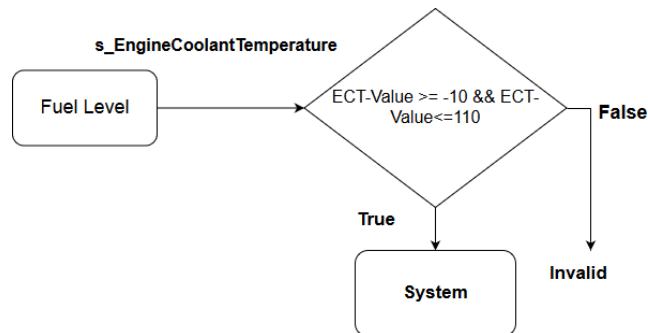 s_EngineCoolantTemperature
Fuel Level
ECT-Value >= -10 && ECT-
Value<=110
False
True
System
Invalid